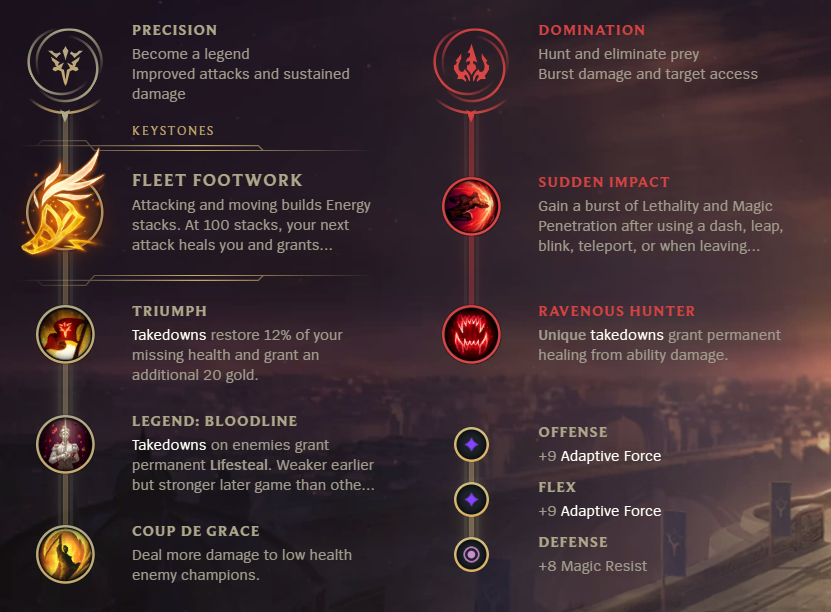 PRECISION
Become a legend
Improved attacks and sustained
damage
KEYSTONES
FLEET FOOTWORK
Attacking and moving builds Energy
stacks. At 100 stacks, your next
attack heals you and grants...
TRIUMPH
Takedowns restore 12% of your
missing health and grant an
additional 20 gold.
LEGEND: BLOODLINE
Takedowns on enemies grant
permanent Lifesteal. Weaker earlier
but stronger later game than othe...
COUP DE GRACE
Deal more damage to low health
enemy champions.
DOMINATION
Hunt and eliminate prey
Burst damage and target access
SUDDEN IMPACT
Gain a burst of Lethality and Magic
Penetration after using a dash, leap,
blink, teleport, or when leaving...
RAVENOUS HUNTER
Unique takedowns grant permanent
healing from ability damage.
OFFENSE
+9 Adaptive Force
FLEX
+9 Adaptive Force
DEFENSE
+8 Magic Resist